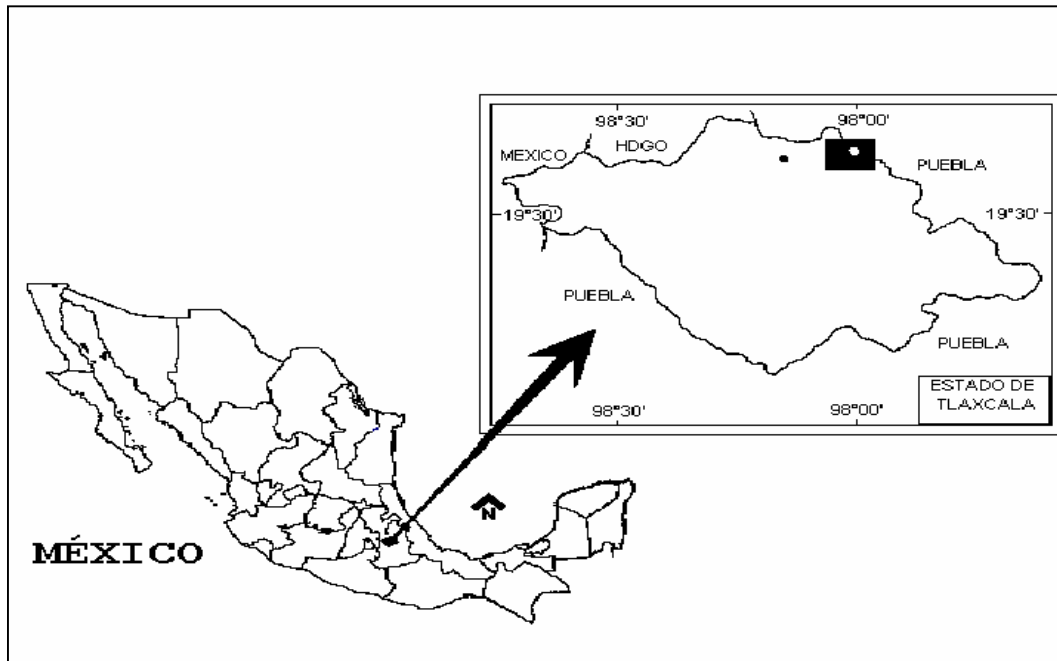 98°30'
98°00'
MEXICO
HDGO
PUEBLA
19°30'
19°30'
PUEBLA
PUEBLA
98°30'
98°00'
ESTADO DE
TLAXCALA
N
MÉXICO